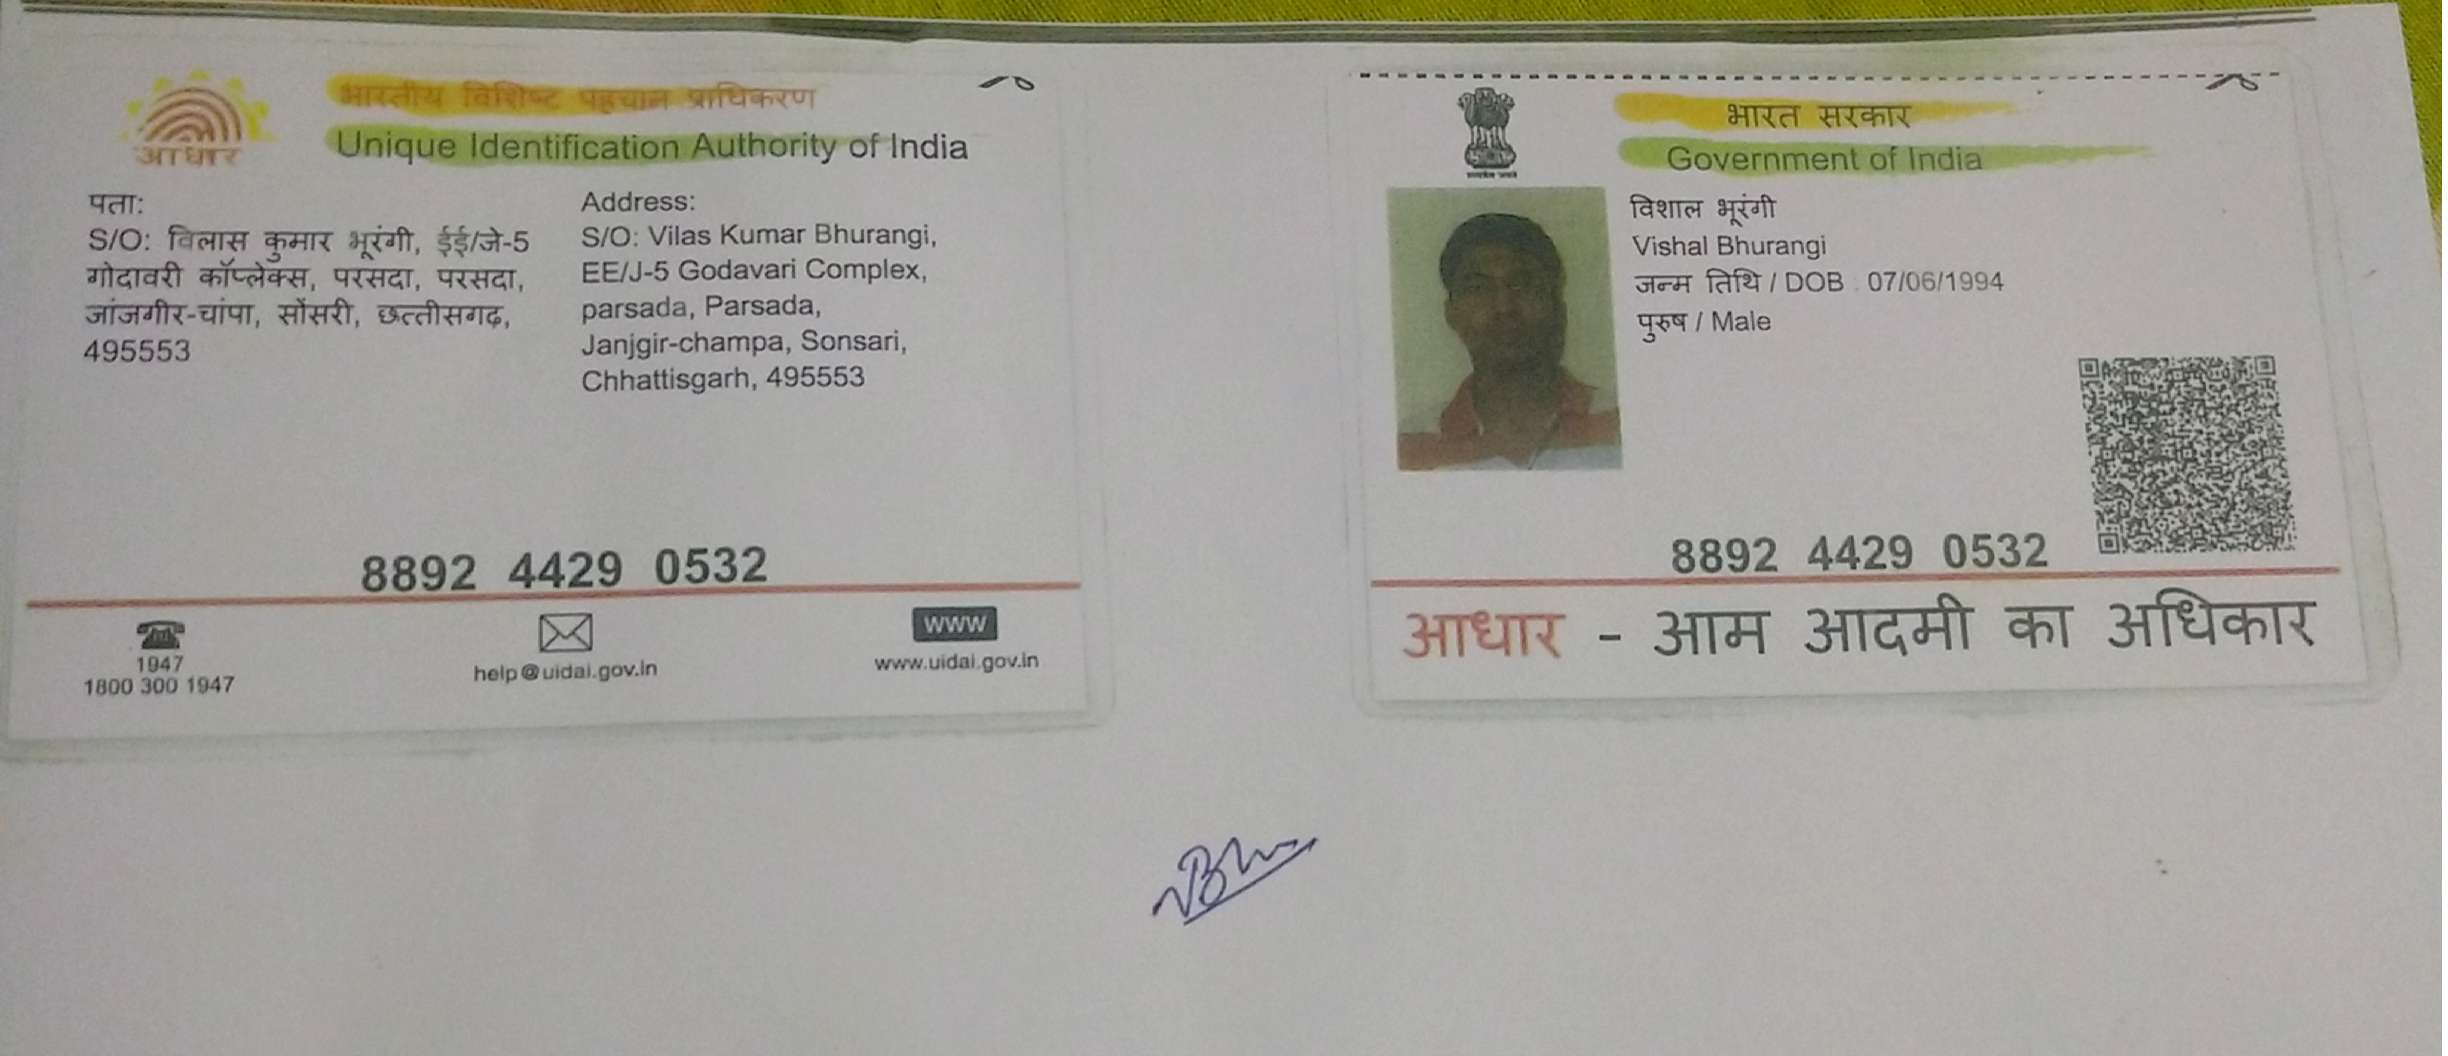 आधार
भारतीय विशिष्ट पहचान प्राधिकरण
Unique Identification Authority of India
पता:
S/O: विलास कुमार भूरंगी, ईई/जे-5
गोदावरी कॉप्लेक्स, परसदा, परसदा,
जांजगीर-चांपा, सोंसरी, छत्तीसगढ़,
495553
Address:
S/O: Vilas Kumar Bhurangi,
EE/J-5 Godavari Complex,
parsada, Parsada,
Janjgir-champa, Sonsari,
Chhattisgarh, 495553
8892 4429 0532
1947
1800 300 1947
help@uidai.gov.in
www
www.uidai.gov.in
भारत सरकार
Government of India
सत्यमेव जयते
विशाल भूरंगी
Vishal Bhurangi
जन्म तिथि / DOB : 07/06/1994
पुरुष / Male
8892 4429 0532
आधार - आम आदमी का अधिकार